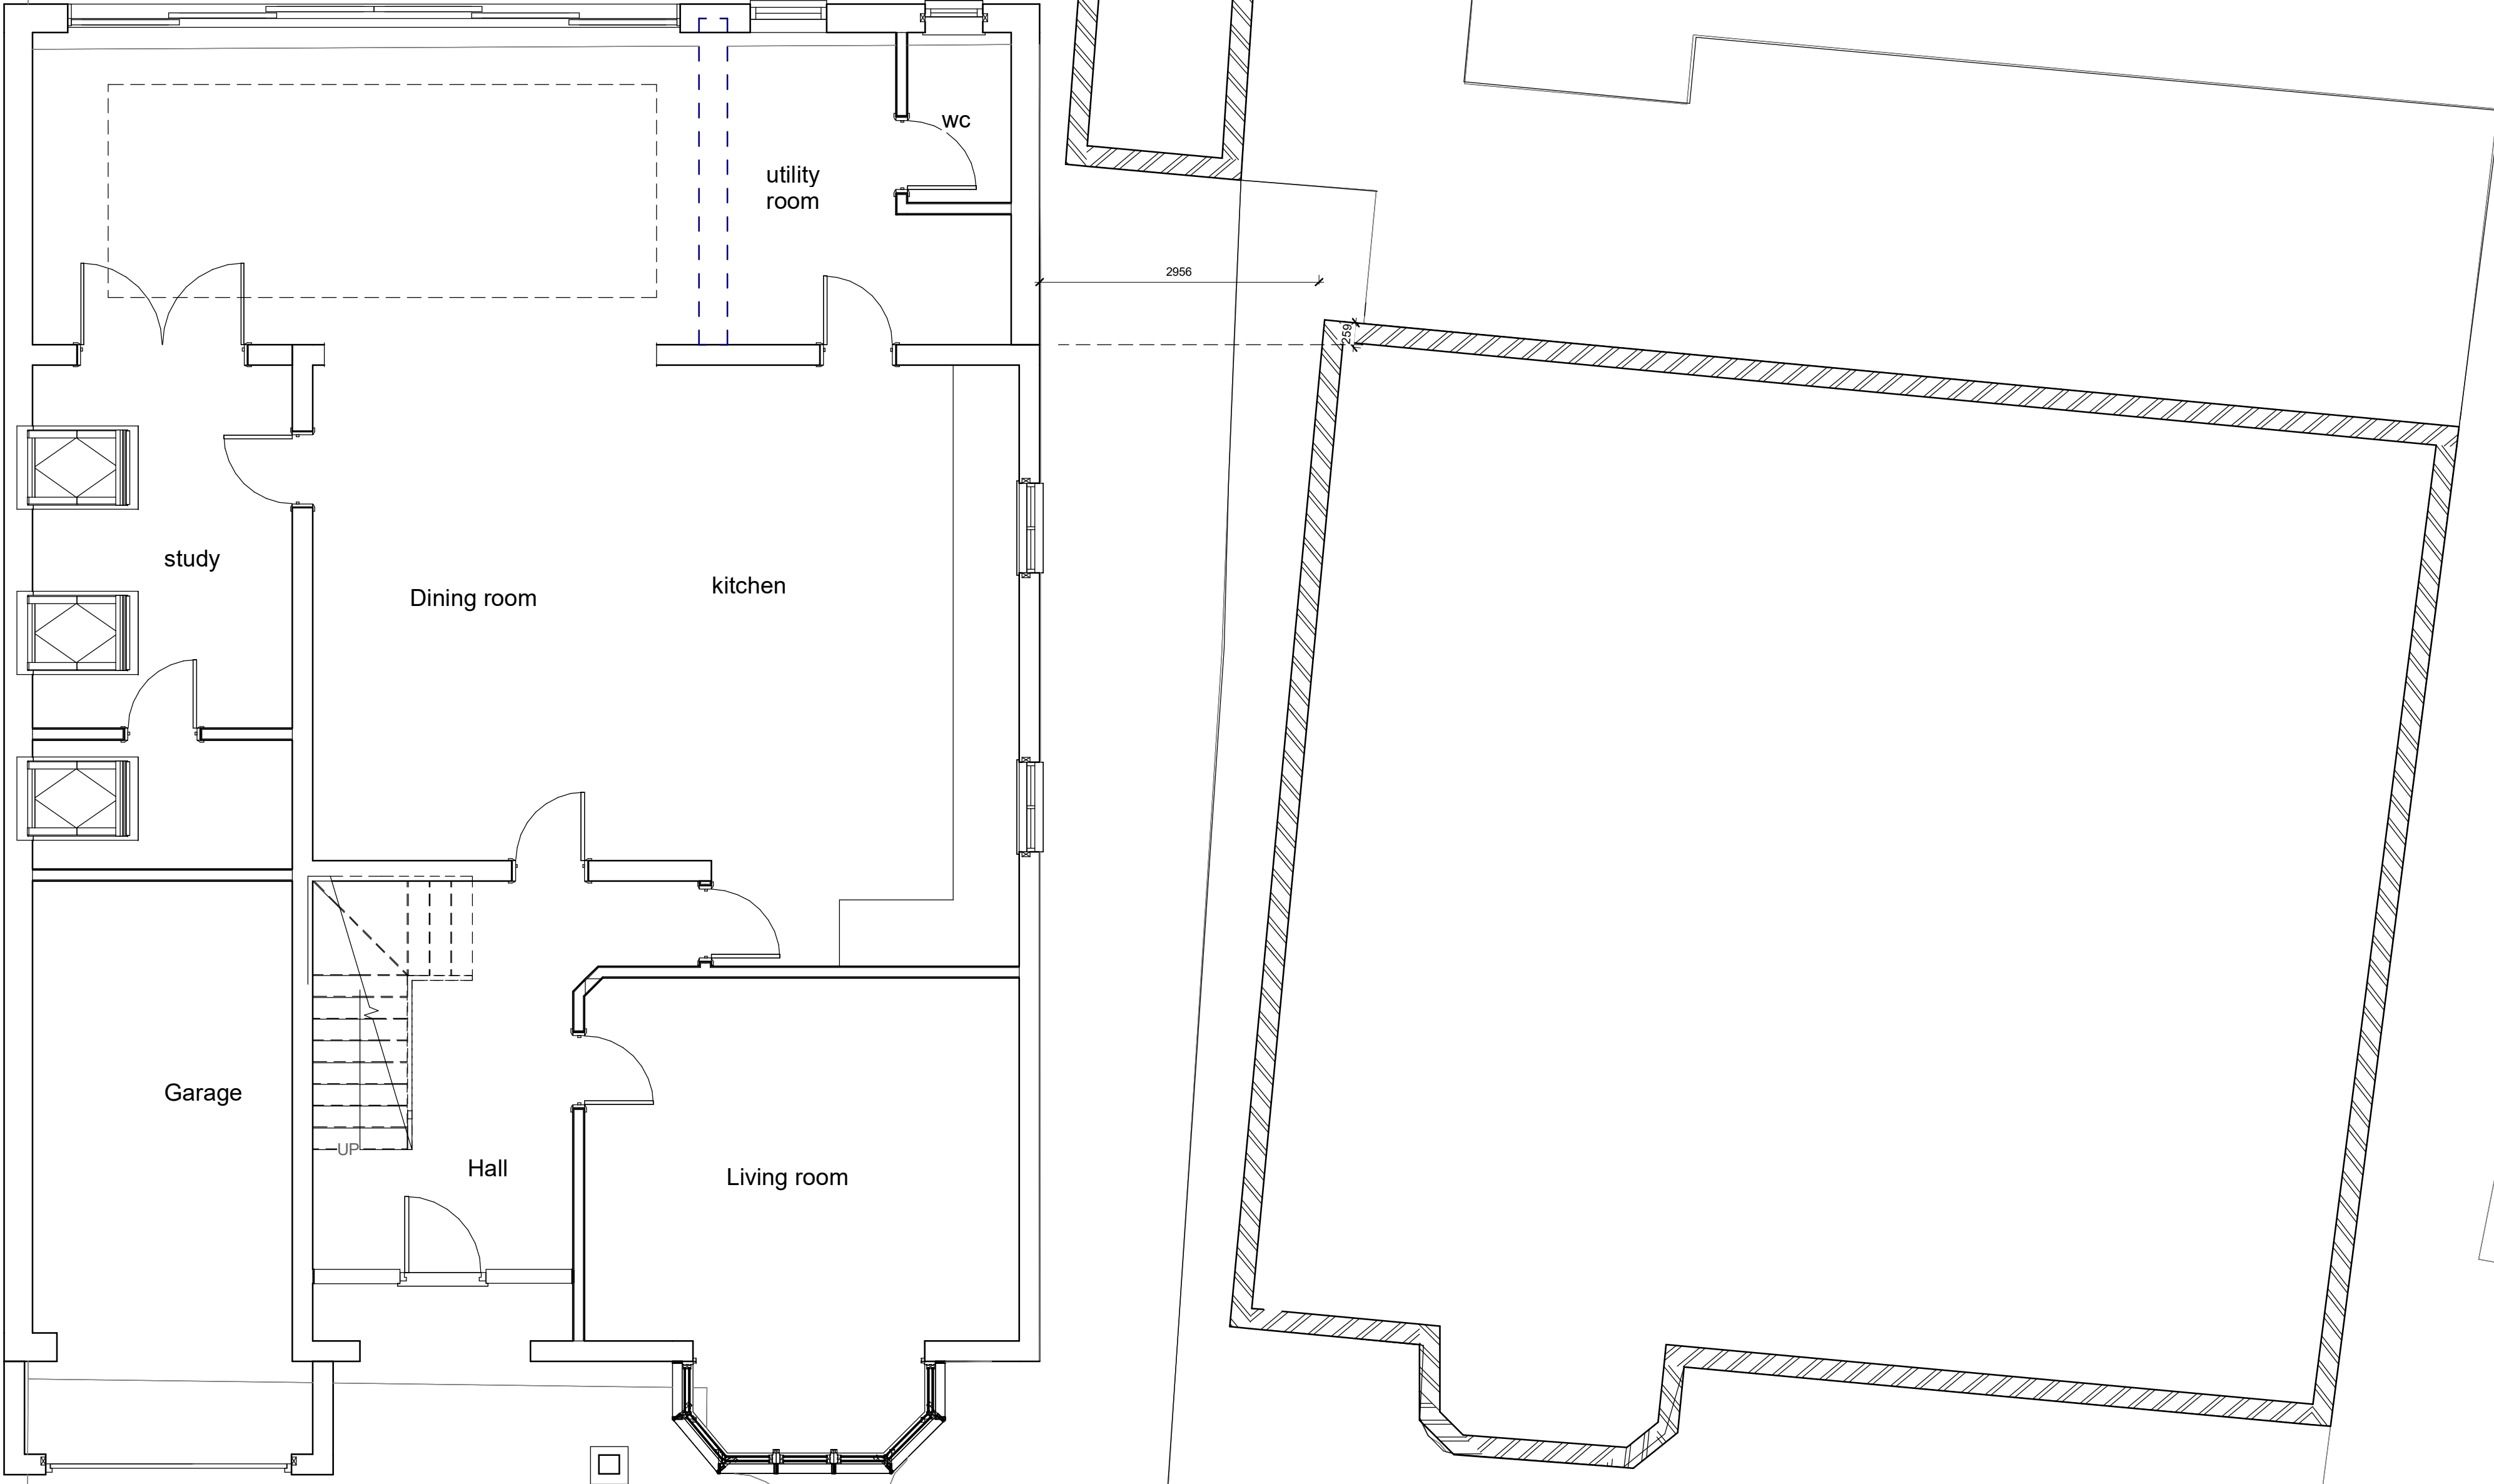 wc
utility
room
2956
259
study
Dining room
kitchen
Garage
UP
Hall
Living room